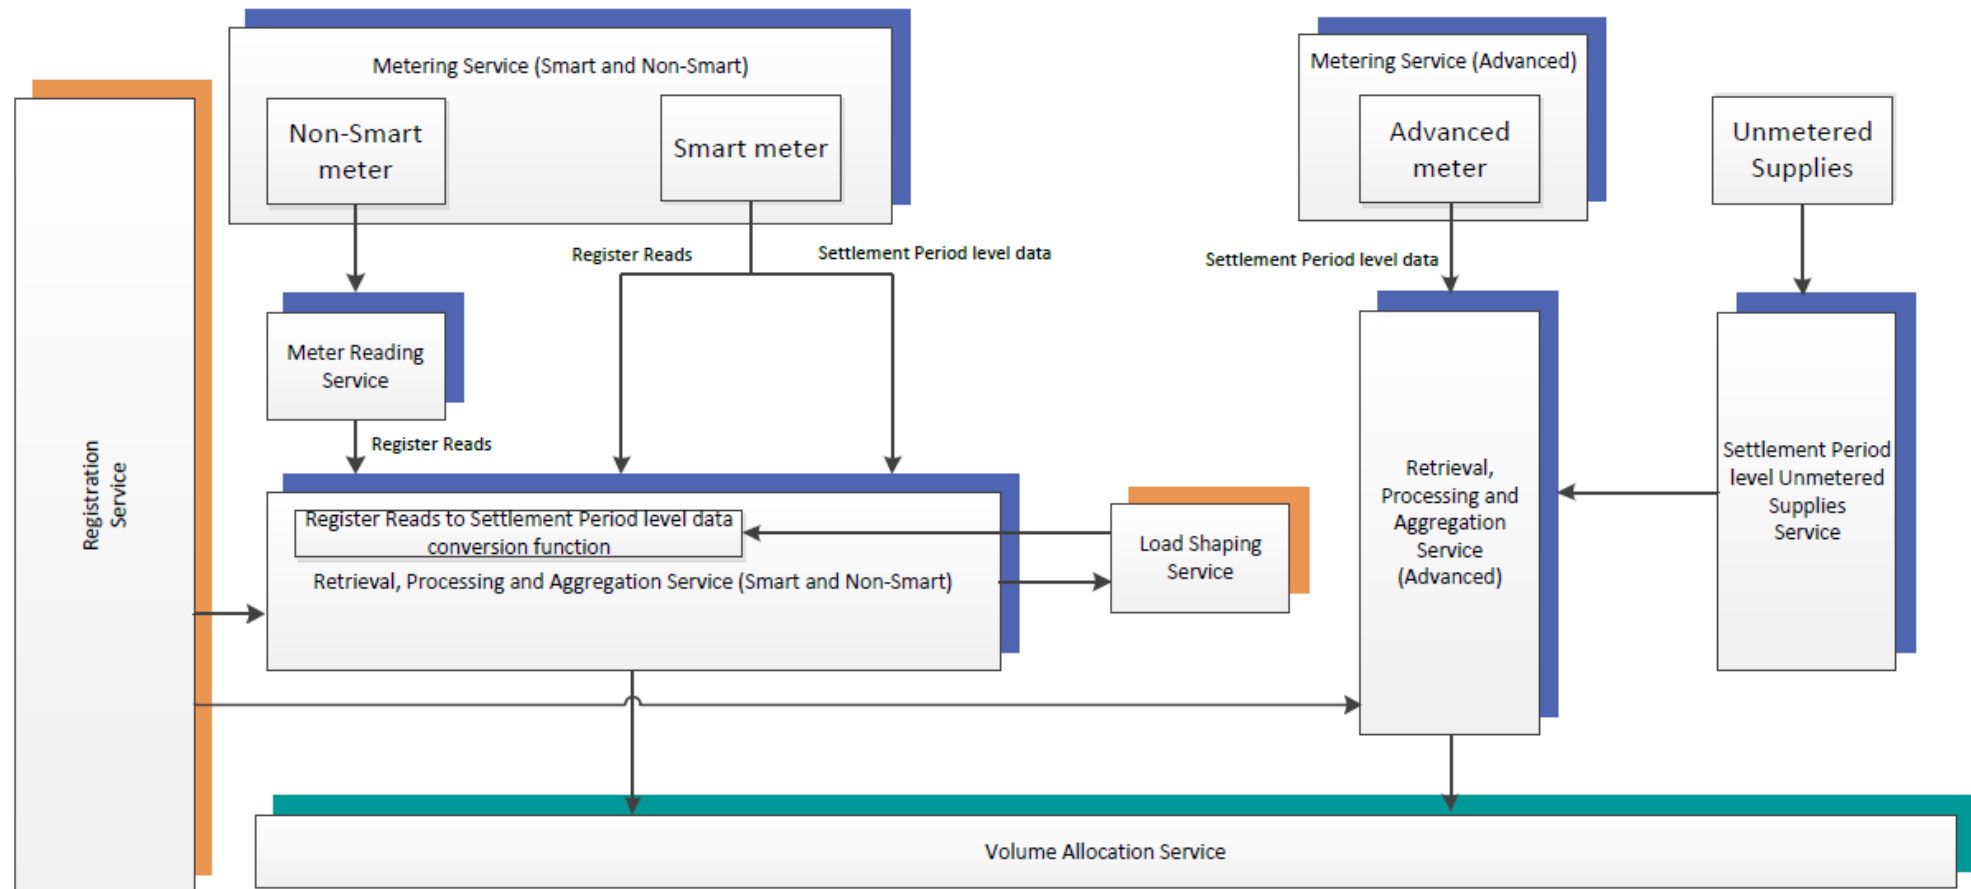 Metering Service (Smart and Non-Smart)
Non-Smart
meter
Smart meter
Metering Service (Advanced)
Advanced
meter
Unmetered
Supplies
Register Reads
Settlement Period level data
Settlement Period level data
Meter Reading
Service
Register Reads
Registration
Service
Register Reads to Settlement Period level data
conversion function
Retrieval, Processing and Aggregation Service (Smart and Non-Smart)
Load Shaping
Service
Retrieval,
Processing and
Aggregation
Service
(Advanced)
Settlement Period
level Unmetered
Supplies
Service
Volume Allocation Service